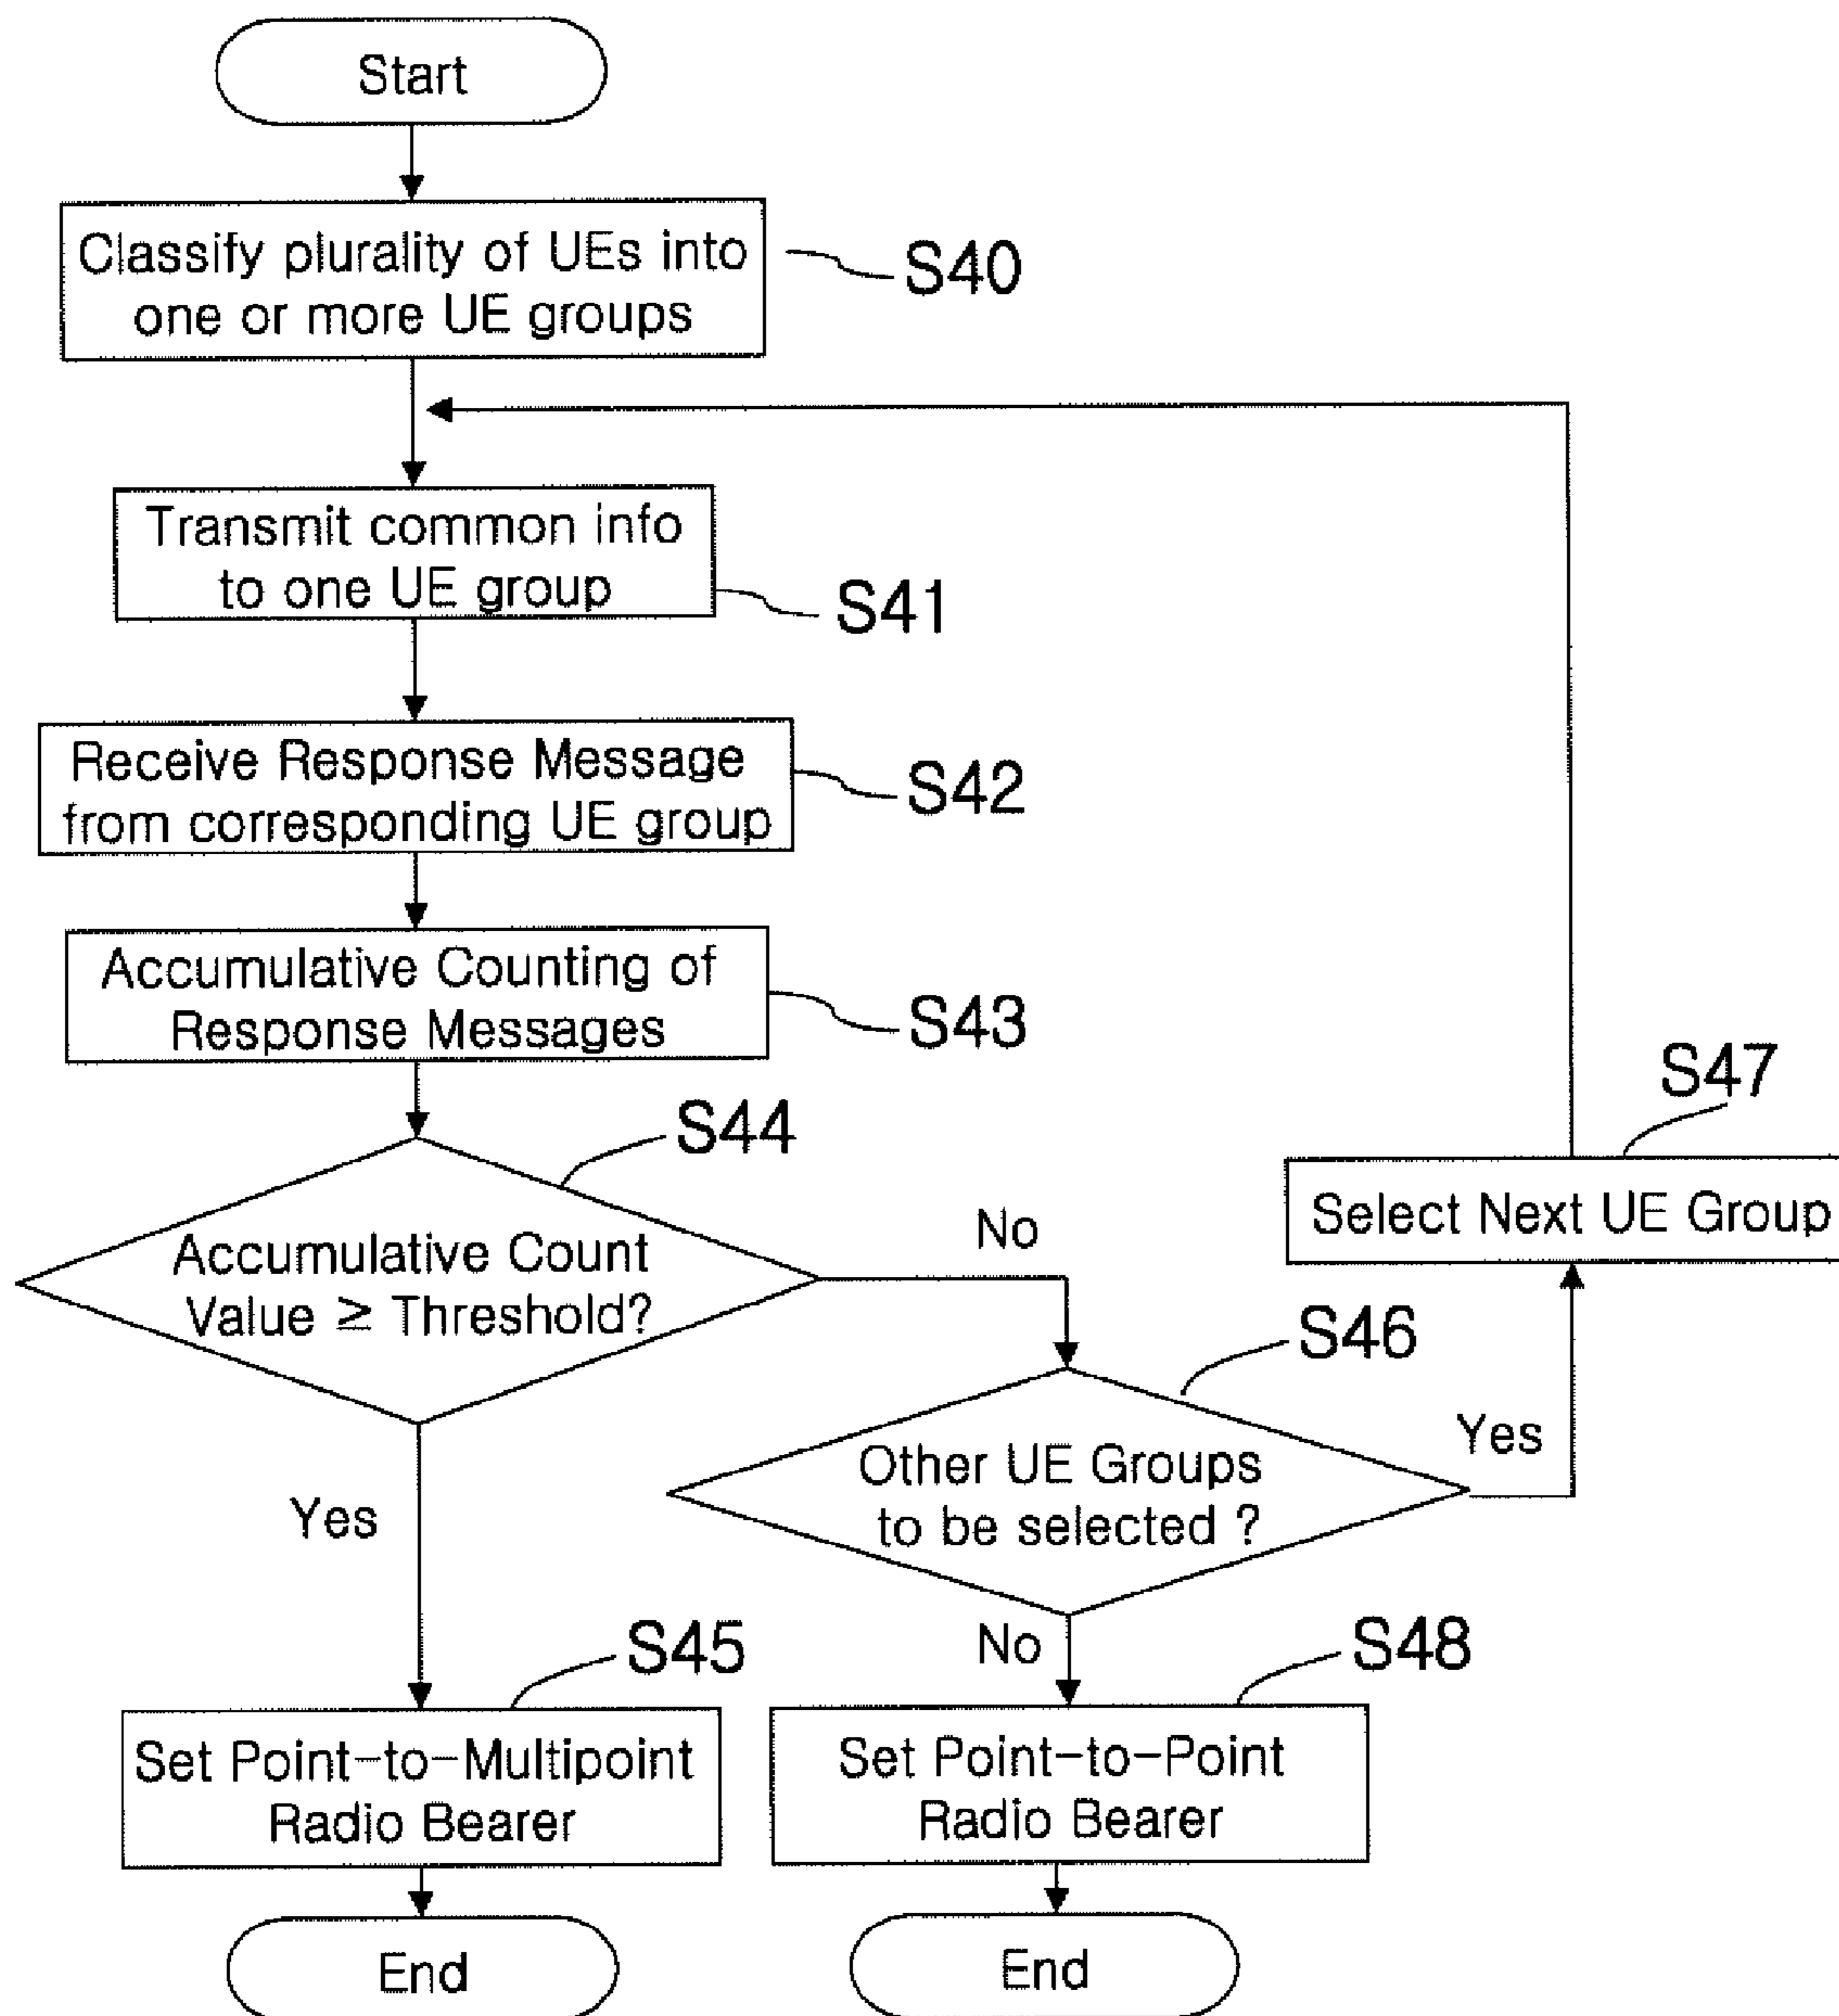 Start
Classify plurality of UEs into
one or more UE groups
S40
Transmit common info
to one UE group
S41
Receive Response Message
from corresponding UE group
S42
Accumulative Counting of
Response Messages
S43
S44
Accumulative Count
Value ≥ Threshold?
No
S47
Select Next UE Group
S46
Other UE Groups
to be selected ?
Yes
Yes
No
S45
Set Point-to-Multipoint
Radio Bearer
S48
Set Point-to-Point
Radio Bearer
End
End